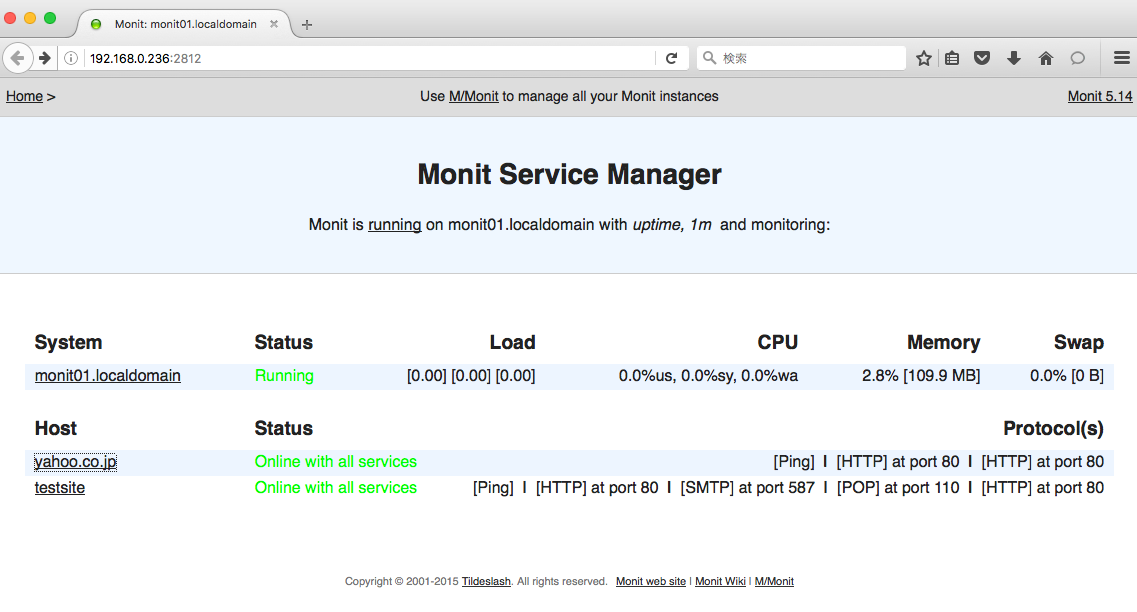 Monit: monit01.localdomain
192.168.0.236:2812
検索
Home > Use M/Monit to manage all your Monit instances Monit 5.14
Monit Service Manager
Monit is running on monit01.localdomain with uptime, 1m and monitoring:
System Status Load CPU Memory Swap
monit01.localdomain Running [0.00] [0.00] [0.00] 0.0%us, 0.0%sy, 0.0%wa 2.8% [109.9 MB] 0.0% [0 B]
Host Status Protocol(s)
yahoo.co.jp Online with all services [Ping] | [HTTP] at port 80 | [HTTP] at port 80
testsite Online with all services [Ping] | [HTTP] at port 80 | [SMTP] at port 587 | [POP] at port 110 | [HTTP] at port 80
Copyright © 2001-2015 Tildeslash. All rights reserved. Monit web site | Monit Wiki | M/Monit